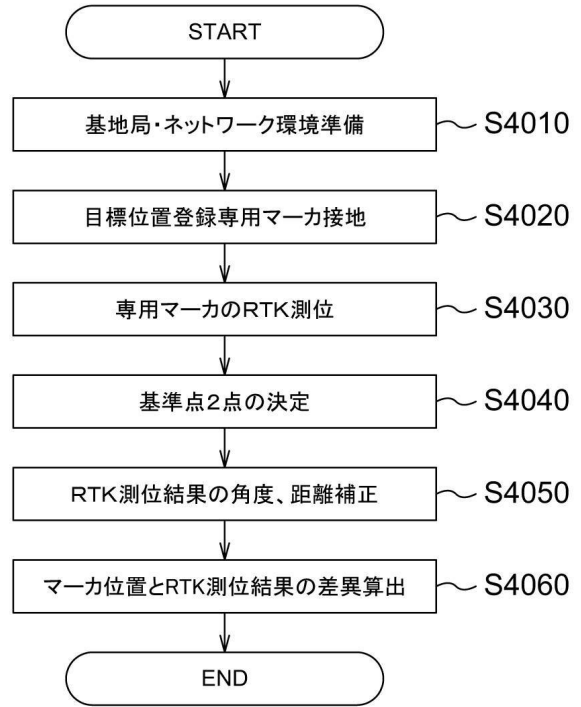 START
基地局・ネットワーク環境準備
S4010
目標位置登録専用マーカ接地
S4020
専用マーカのRTK測位
S4030
基準点2点の決定
S4040
RTK測位結果の角度、距離補正
S4050
マーカ位置とRTK測位結果の差異算出
S4060
END